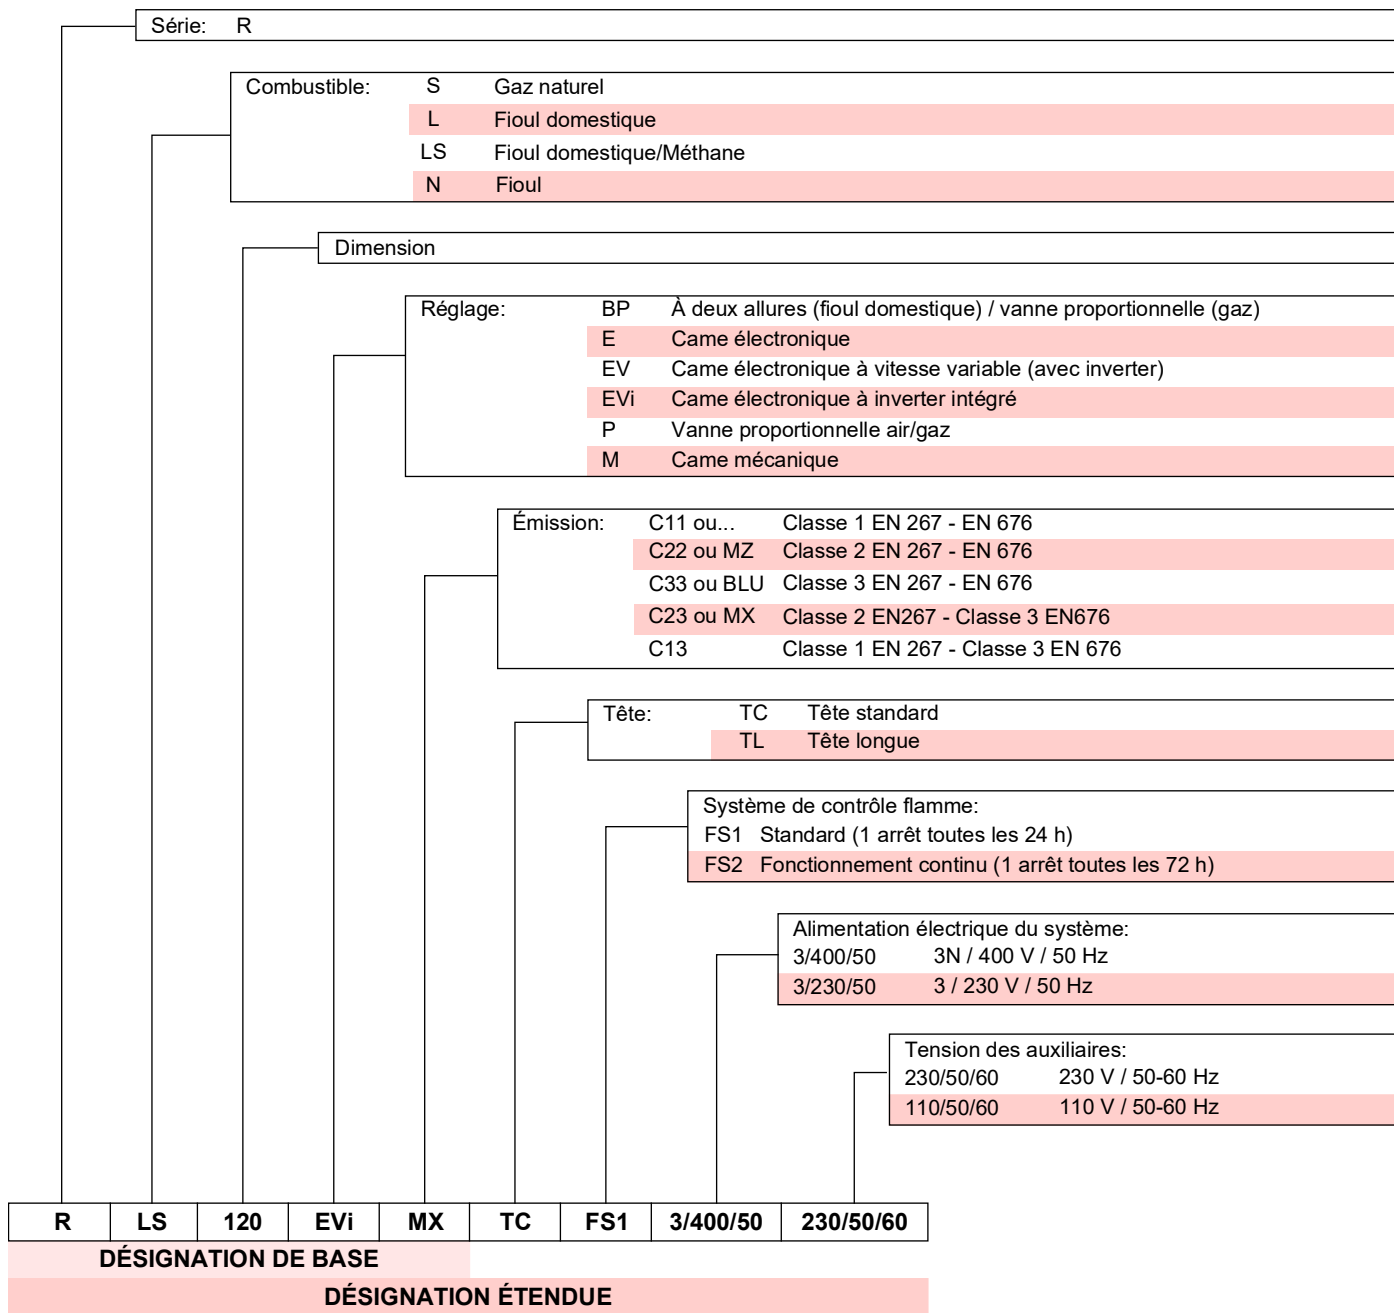 Série: R
Combustible: S Gaz naturel
L Fioul domestique
LS Fioul domestique/Méthane
N Fioul
Dimension
Réglage: BP À deux allures (fioul domestique) / vanne proportionnelle (gaz)
E Came électronique
EV Came électronique à vitesse variable (avec inverter)
EVi Came électronique à inverter intégré
P Vanne proportionnelle air/gaz
M Came mécanique
Émission: C11 ou... Classe 1 EN 267 - EN 676
C22 ou MZ Classe 2 EN 267 - EN 676
C33 ou BLU Classe 3 EN 267 - EN 676
C23 ou MX Classe 2 EN267 - Classe 3 EN676
C13 Classe 1 EN 267 - Classe 3 EN 676
Tête: TC Tête standard
TL Tête longue
Système de contrôle flamme:
FS1 Standard (1 arrêt toutes les 24 h)
FS2 Fonctionnement continu (1 arrêt toutes les 72 h)
Alimentation électrique du système:
3/400/50 3N / 400 V / 50 Hz
3/230/50 3 / 230 V / 50 Hz
Tension des auxiliaires:
230/50/60 230 V / 50-60 Hz
110/50/60 110 V / 50-60 Hz
R LS 120 EVi MX TC FS1 3/400/50 230/50/60
DÉSIGNATION DE BASE
DÉSIGNATION ÉTENDUE